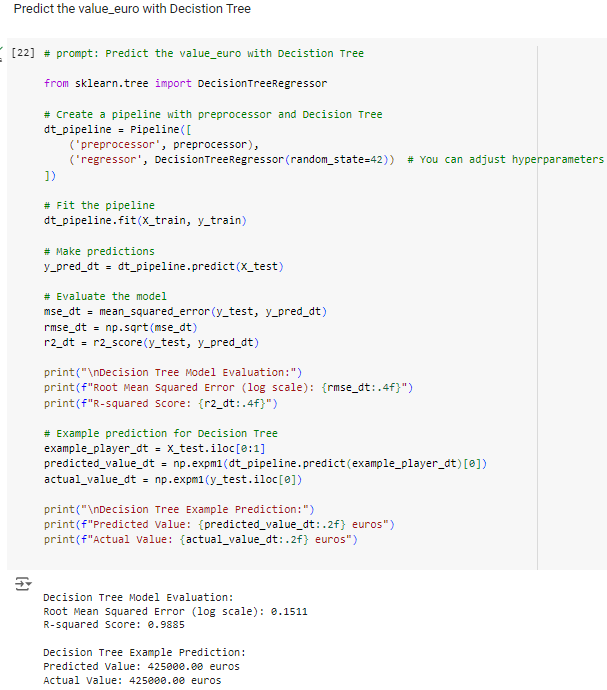 Predict the value_euro with Decistion Tree
[22] # prompt: Predict the value_euro with Decistion Tree
from sklearn.tree import DecisionTreeRegressor
# Create a pipeline with preprocessor and Decision Tree
dt_pipeline = Pipeline([
('preprocessor', preprocessor),
('regressor', DecisionTreeRegressor(random_state=42)) # You can adjust hyperparameters
])
# Fit the pipeline
dt_pipeline.fit(X_train, y_train)
# Make predictions
y_pred_dt = dt_pipeline.predict(X_test)
# Evaluate the model
mse_dt = mean_squared_error(y_test, y_pred_dt)
rmse_dt = np.sqrt(mse_dt)
r2_dt = r2_score(y_test, y_pred_dt)
print("\nDecision Tree Model Evaluation:")
print(f"Root Mean Squared Error (log scale): {rmse_dt:.4f}")
print(f"R-squared Score: {r2_dt:.4f}")
# Example prediction for Decision Tree
example_player_dt = X_test.iloc[0:1]
predicted_value_dt = np.expm1(dt_pipeline.predict(example_player_dt)[0])
actual_value_dt = np.expm1(y_test.iloc[0])
print("\nDecision Tree Example Prediction:")
print(f"Predicted Value: {predicted_value_dt:.2f} euros")
print(f"Actual Value: {actual_value_dt:.2f} euros")
Decision Tree Model Evaluation:
Root Mean Squared Error (log scale): 0.1511
R-squared Score: 0.9885
Decision Tree Example Prediction:
Predicted Value: 425000.00 euros
Actual Value: 425000.00 euros